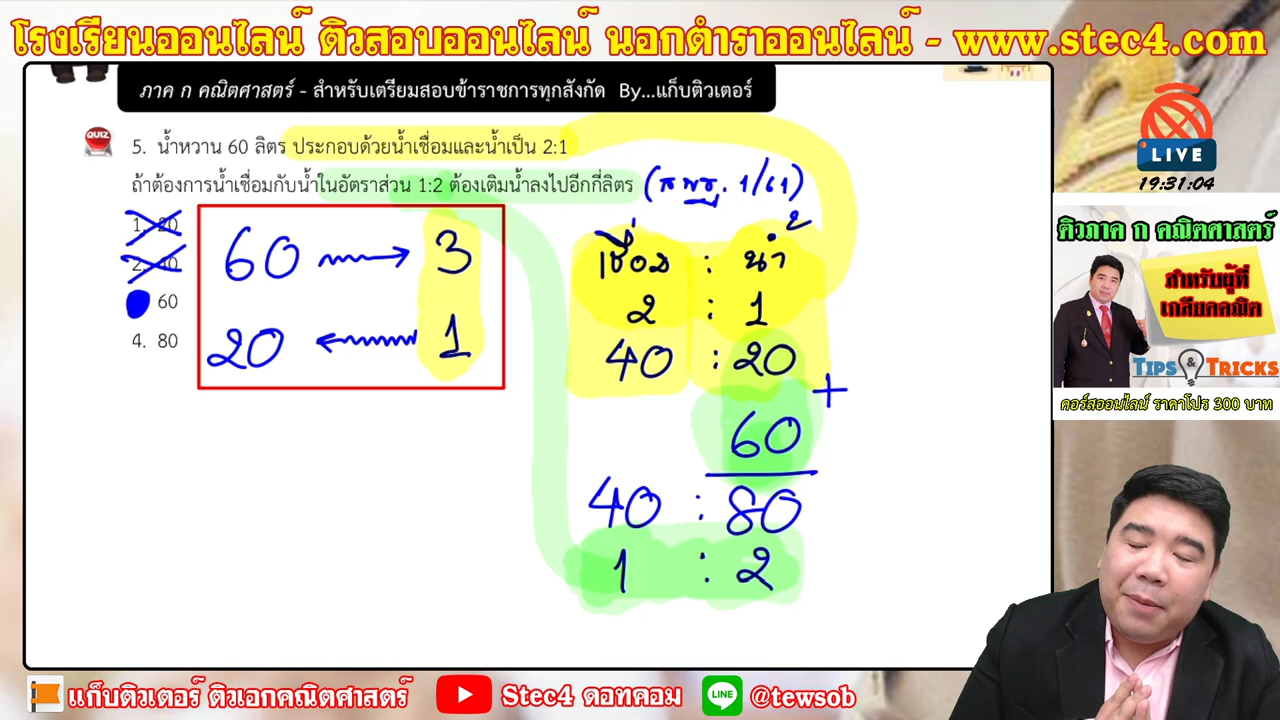 โรงเรียนออนไลน์ ติวสอบออนไลน์ นอกตำราออนไลน์ - www.stec4.com
ภาค ก คณิตศาสตร์ - สำหรับเตรียมสอบข้าราชการทุกสังกัด By...แก็บติวเตอร์
QUIZ
5. น้ำหวาน 60 ลิตร ประกอบด้วยน้ำเชื่อมและน้ำเป็น 2:1
ถ้าต้องการน้ำเชื่อมกับน้ำในอัตราส่วน 1:2 ต้องเติมน้ำลงไปอีกกี่ลิตร
1. 20
2. 40
60
4. 80
60 3
20 1
เชื่อม : น้ำ
2 : 1
40 : 20
+
60
40 : 80
1 : 2
LIVE
19:31:04
ติวภาค ก คณิตศาสตร์
สำหรับผู้ที่
เกลียดคณิต
TIPS & TRICKS
คอร์สออนไลน์ ราคาโปร 300 บาท
แก็บติวเตอร์ ติวเอกคณิตศาสตร์ Stec4 ดอทคอม LINE @tewsob